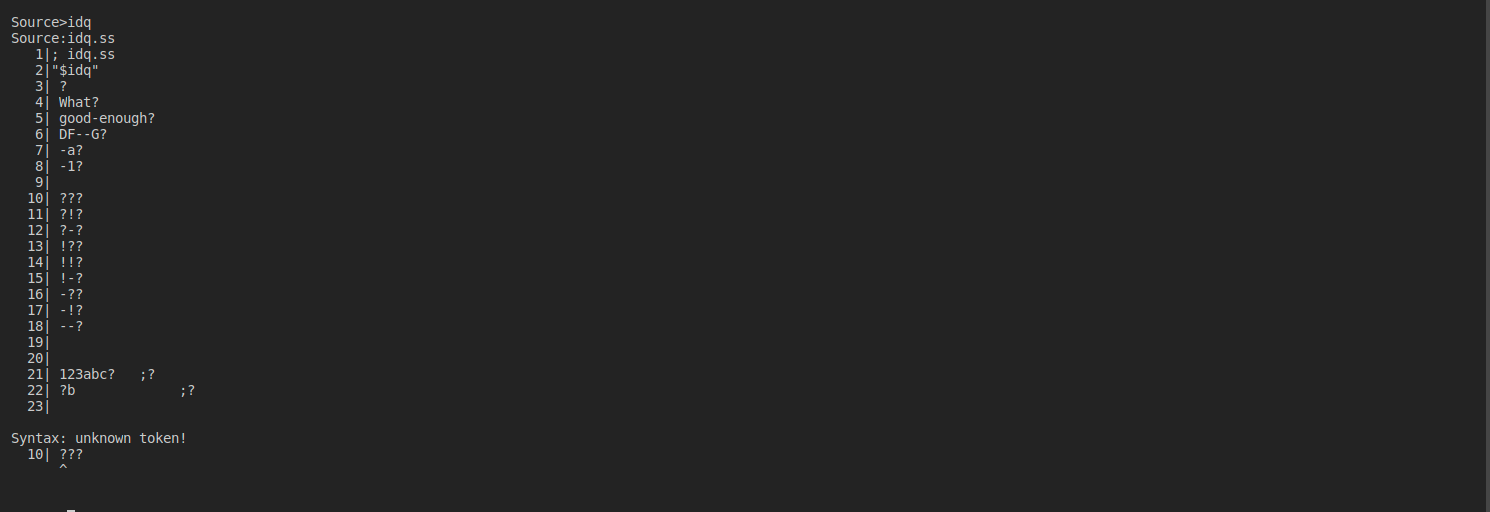 Source>idq
Source:idq.ss
   1|; idq.ss
   2|"$idq"
   3| ?
   4| What?
   5| good-enough?
   6| DF--G?
   7| -a?
   8| -1?
   9|
  10| ???
  11| ?!?
  12| ?-?
  13| !??
  14| !!?
  15| !-?
  16| -??
  17| -!?
  18| --?
  19|
  20|
  21| 123abc?   ;?
  22| ?b             ;?
  23|
Syntax: unknown token!
  10| ???
      ^